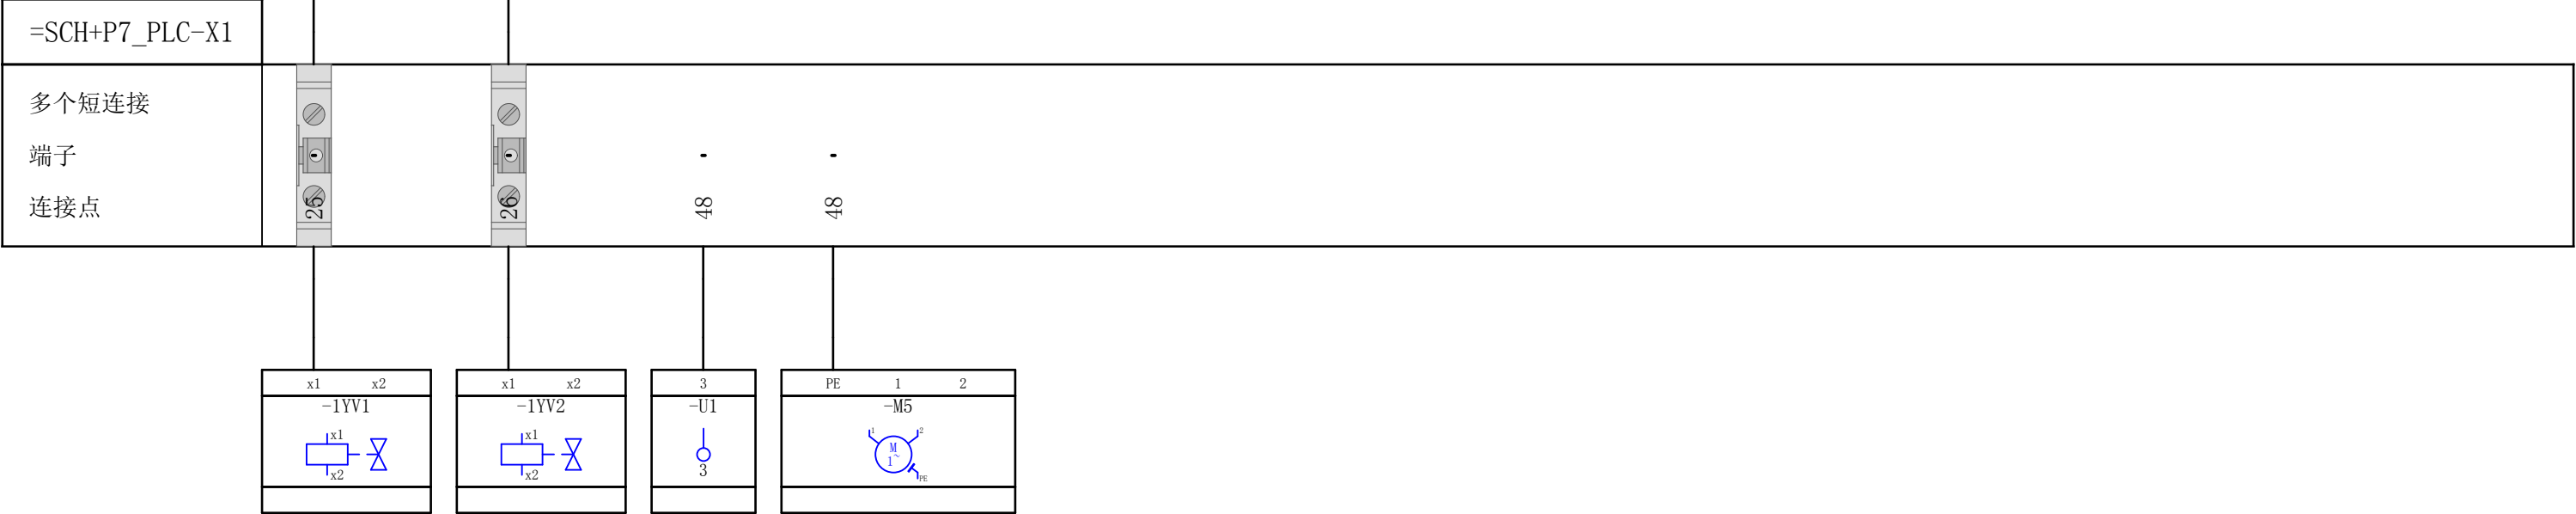 =SCH+P7_PLC-X1
多个短连接
端子
- - - -
连接点
25 26 48 48
x1 x2 x1 x2 3 PE 1 2
-1YV1 -1YV2 -U1 -M5
x1 x1 1 2
M
1~
x2 x2 3 PE